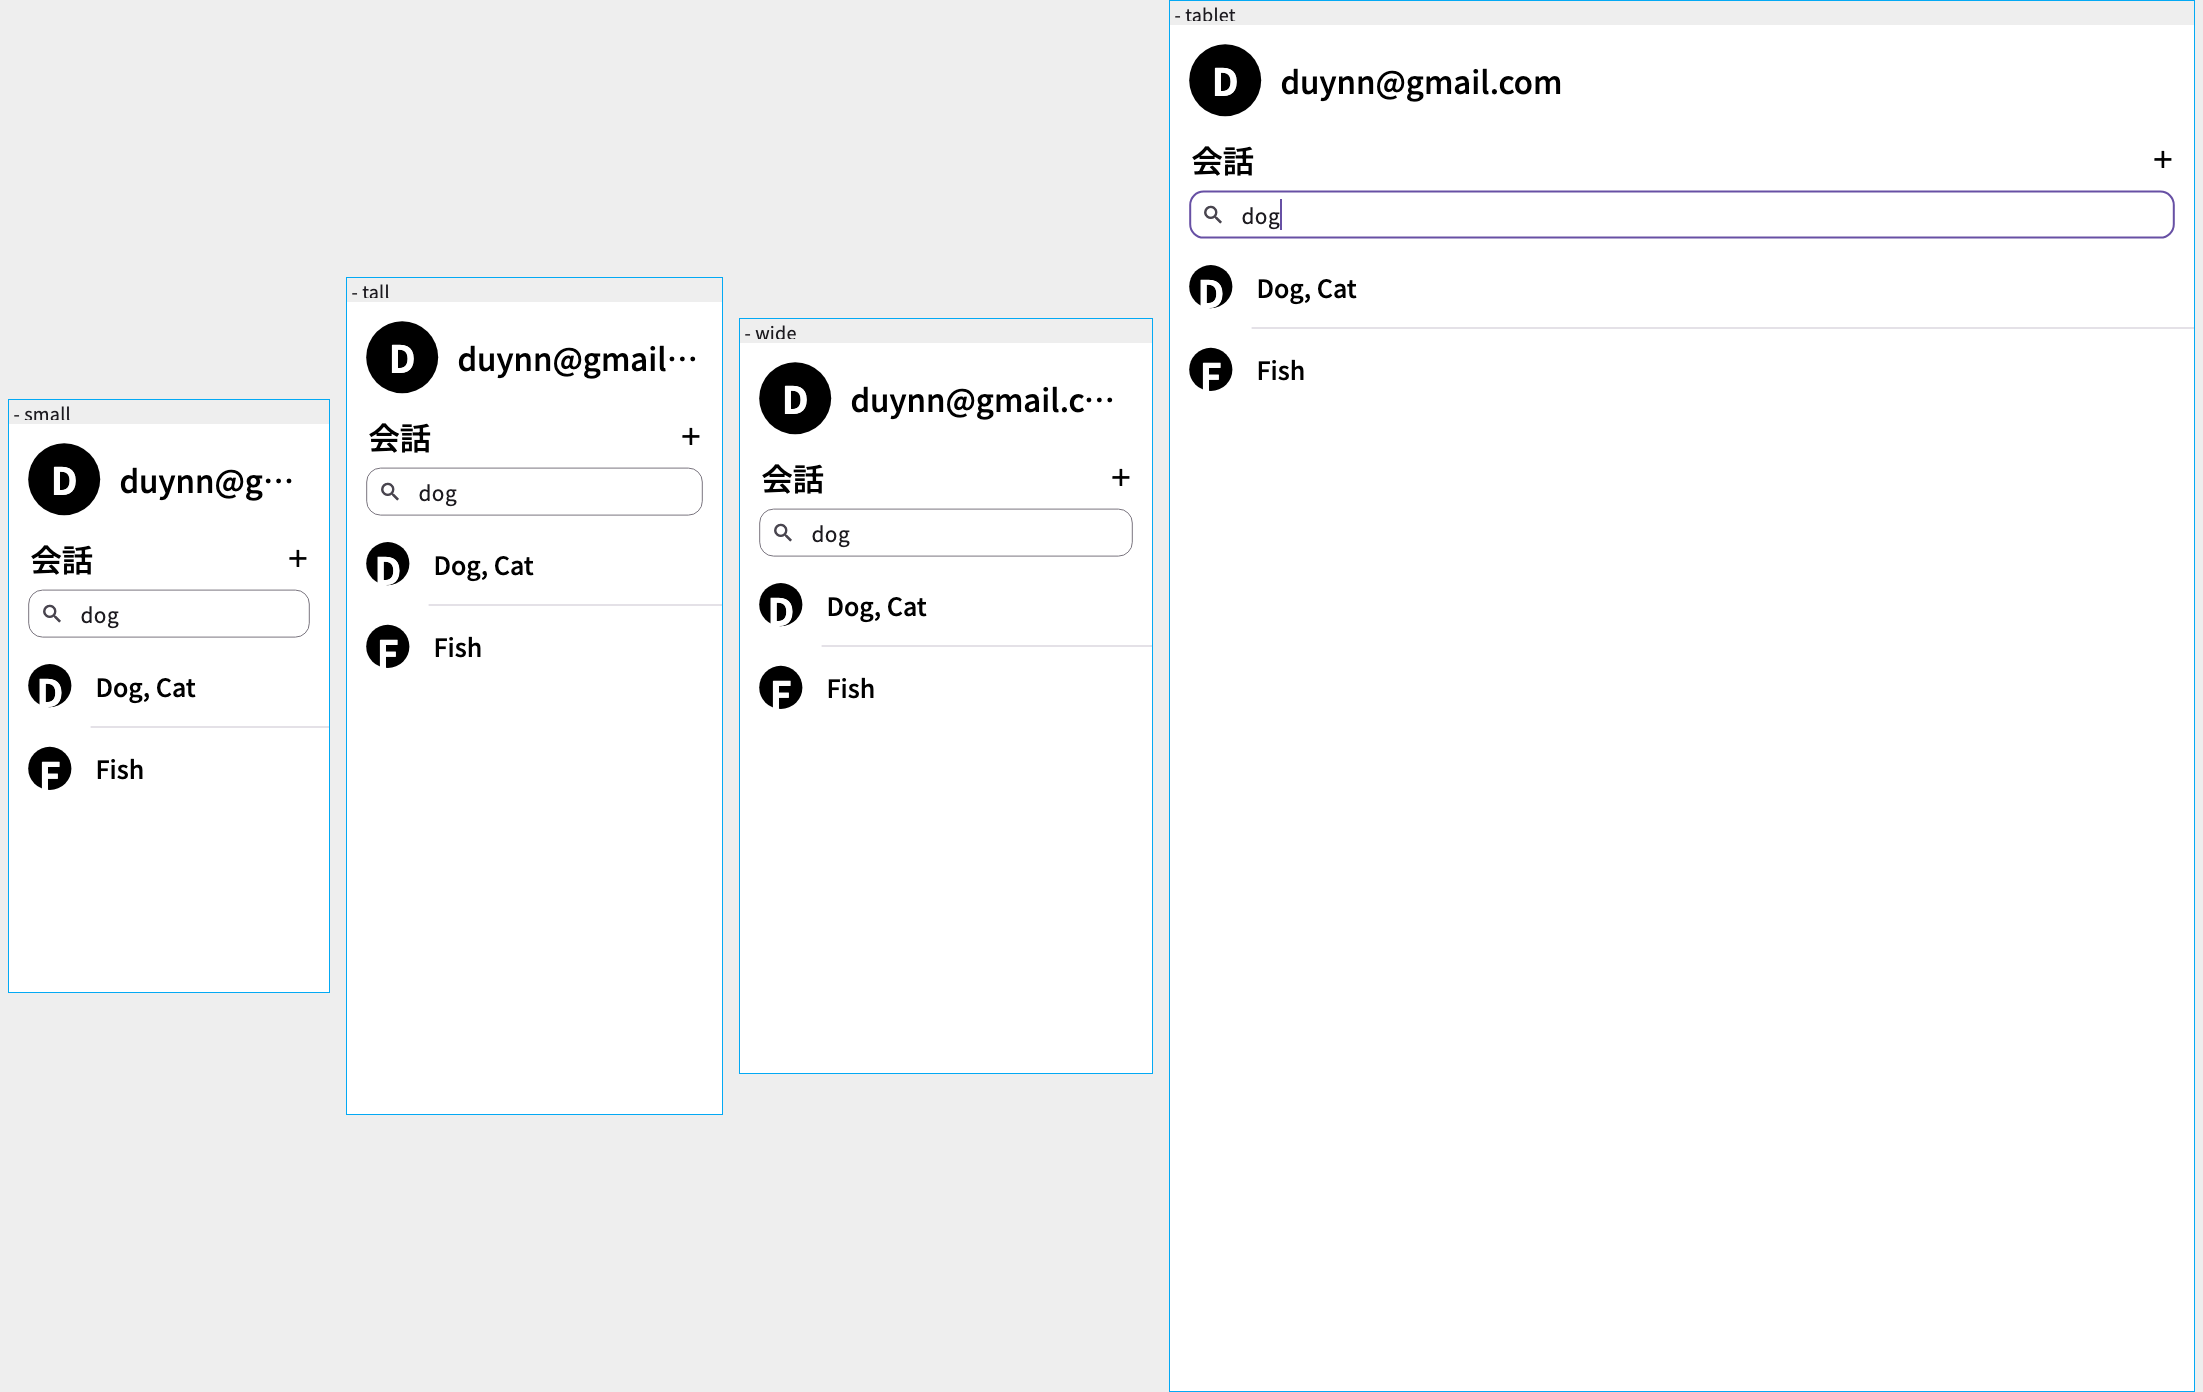 - small
D duynn@g…
会話 +
dog
D Dog, Cat
F Fish
- tall
D duynn@gmail…
会話 +
dog
D Dog, Cat
F Fish
- wide
D duynn@gmail.c…
会話 +
dog
D Dog, Cat
F Fish
- tablet
D duynn@gmail.com
会話 +
dog
D Dog, Cat
F Fish